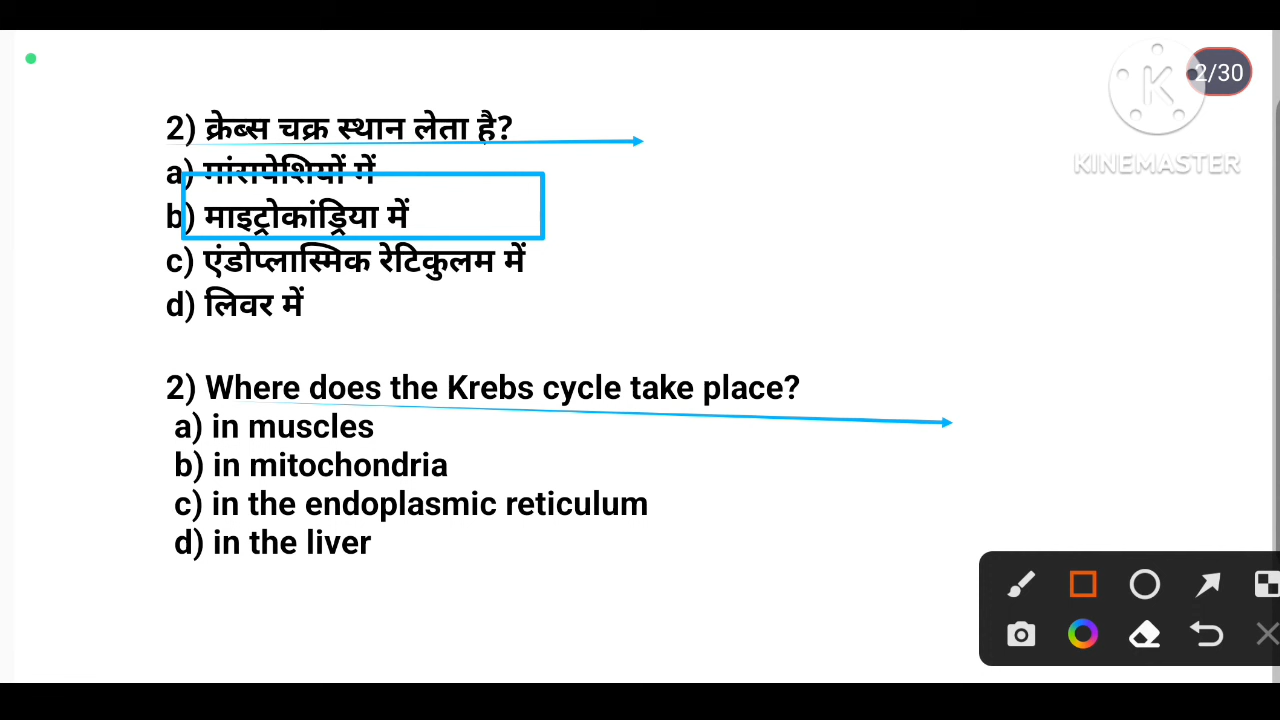 2/30
KINEMASTER
2) क्रेब्स चक्र स्थान लेता है?
a) मांसपेशियों में
b) माइट्रोकांड्रिया में
c) एंडोप्लास्मिक रेटिकुलम में
d) लिवर में
2) Where does the Krebs cycle take place?
a) in muscles
b) in mitochondria
c) in the endoplasmic reticulum
d) in the liver